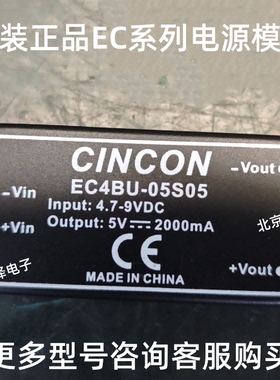 装正品EC系列电源模
CINCON
EC4BU-05S05
Input: 4.7-9VDC
Output: 5V⎓2000mA
CE
MADE IN CHINA
−Vin
+Vin
−Vout
+Vout
北京
泽电子
更多型号咨询客服购买